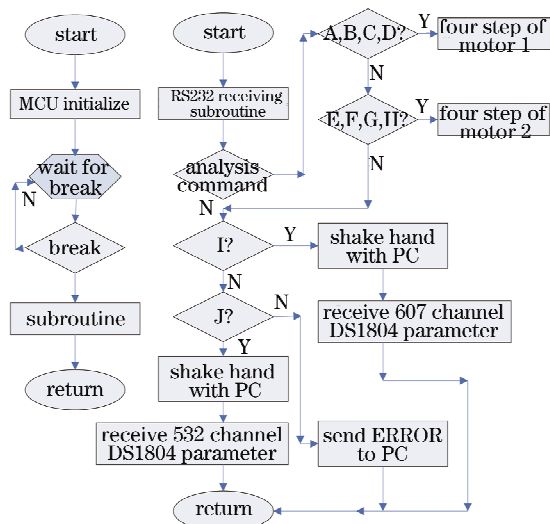 start
MCU initialize
wait for
break
N
break
subroutine
return
start
RS232 receiving
subroutine
analysis
command
A,B,C,D?
Y
four step of
motor 1
N
E,F,G,H?
Y
four step of
motor 2
N
N
I?
Y
shake hand
with PC
receive 607 channel
DS1804 parameter
N
J?
N
Y
shake hand
with PC
receive 532 channel
DS1804 parameter
send ERROR
to PC
return